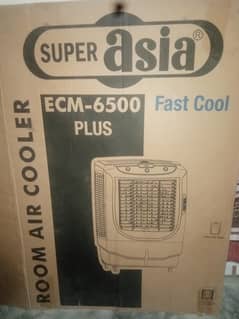 SUPER asia®
ECM-6500 Fast Cool
PLUS
ROOM AIR COOLER